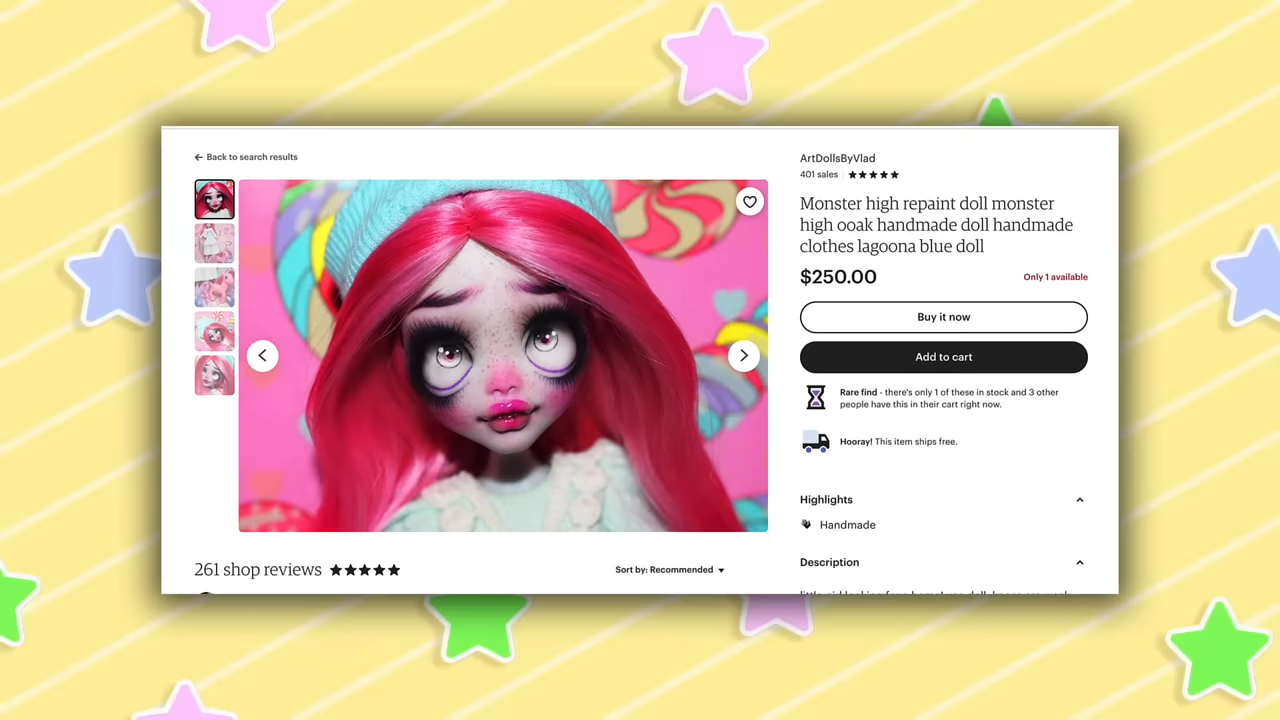 Back to search results
ArtDollsByVlad
401 sales
Monster high repaint doll monster
high ooak handmade doll handmade
clothes lagoona blue doll
$250.00
Only 1 available
Buy it now
Add to cart
Rare find - there's only 1 of these in stock and 3 other
people have this in their cart right now.
Hooray! This item ships free.
Highlights
Handmade
Description
261 shop reviews
Sort by: Recommended